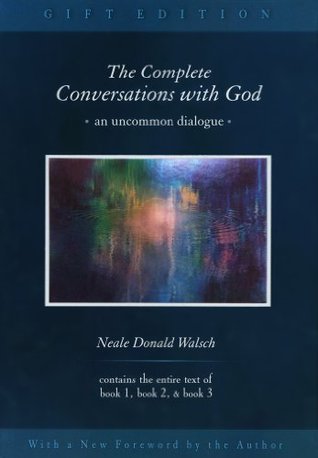 GIFT EDITION
The Complete
Conversations with God
• an uncommon dialogue •
Neale Donald Walsch
contains the entire text of
book 1, book 2, & book 3
With a New Foreword by the Author